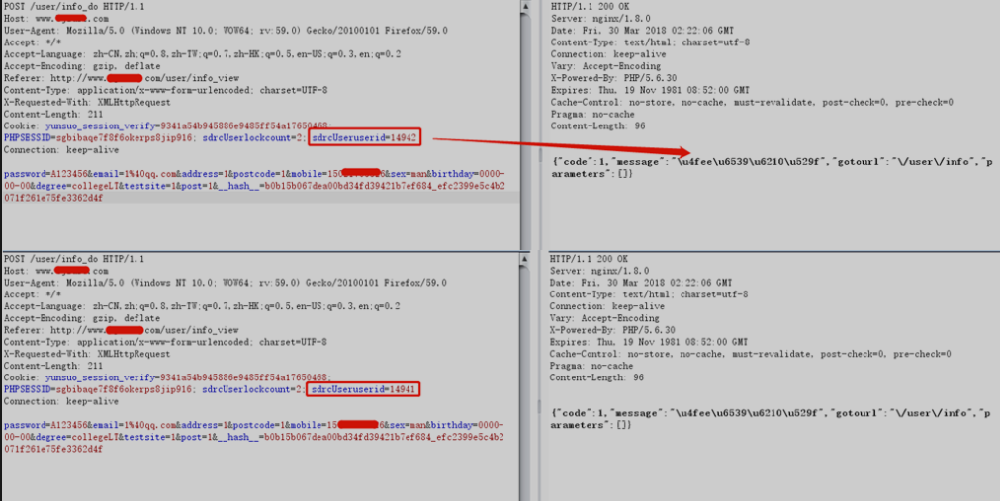 POST /user/info_do HTTP/1.1
Host: www. .com
User-Agent: Mozilla/5.0 (Windows NT 10.0; WOW64; rv:59.0) Gecko/20100101 Firefox/59.0
Accept: */*
Accept-Language: zh-CN,zh;q=0.8,zh-TW;q=0.7,zh-HK;q=0.5,en-US;q=0.3,en;q=0.2
Accept-Encoding: gzip, deflate
Referer: http://www. .com/user/info_view
Content-Type: application/x-www-form-urlencoded; charset=UTF-8
X-Requested-With: XMLHttpRequest
Content-Length: 211
Cookie: yunsuo_session_verify=9341a54b945886e9485ff54a17650468;
PHPSESSID=sgbibaqe7f8f6okerps8jip916; sdrcUserlockcount=2; sdrcUseruserid=14942
Connection: keep-alive
password=A123456&email=1%40qq.com&address=1&postcode=1&mobile=15 6&sex=man&birthday=0000-
00-00&degree=collegeLT&testsite=1&post=1&__hash__=b0b15b067dea00bd34fd39421b7ef684_efc2399e5c4b2
071f261e75fe3362d4f
HTTP/1.1 200 OK
Server: nginx/1.8.0
Date: Fri, 30 Mar 2018 02:22:06 GMT
Content-Type: text/html; charset=utf-8
Connection: keep-alive
Vary: Accept-Encoding
X-Powered-By: PHP/5.6.30
Expires: Thu, 19 Nov 1981 08:52:00 GMT
Cache-Control: no-store, no-cache, must-revalidate, post-check=0, pre-check=0
Pragma: no-cache
Content-Length: 96
{"code":1,"message":"\u4fee\u6539\u6210\u529f","gotourl":"\/user\/info","p
arameters":[]}
POST /user/info_do HTTP/1.1
Host: www. .com
User-Agent: Mozilla/5.0 (Windows NT 10.0; WOW64; rv:59.0) Gecko/20100101 Firefox/59.0
Accept: */*
Accept-Language: zh-CN,zh;q=0.8,zh-TW;q=0.7,zh-HK;q=0.5,en-US;q=0.3,en;q=0.2
Accept-Encoding: gzip, deflate
Referer: http://www. .com/user/info_view
Content-Type: application/x-www-form-urlencoded; charset=UTF-8
X-Requested-With: XMLHttpRequest
Content-Length: 211
Cookie: yunsuo_session_verify=9341a54b945886e9485ff54a17650468;
PHPSESSID=sgbibaqe7f8f6okerps8jip916; sdrcUserlockcount=2; sdrcUseruserid=14941
Connection: keep-alive
password=A123456&email=1%40qq.com&address=1&postcode=1&mobile=15 6&sex=man&birthday=0000-
00-00&degree=collegeLT&testsite=1&post=1&__hash__=b0b15b067dea00bd34fd39421b7ef684_efc2399e5c4b2
071f261e75fe3362d4f
HTTP/1.1 200 OK
Server: nginx/1.8.0
Date: Fri, 30 Mar 2018 02:22:06 GMT
Content-Type: text/html; charset=utf-8
Connection: keep-alive
Vary: Accept-Encoding
X-Powered-By: PHP/5.6.30
Expires: Thu, 19 Nov 1981 08:52:00 GMT
Cache-Control: no-store, no-cache, must-revalidate, post-check=0, pre-check=0
Pragma: no-cache
Content-Length: 96
{"code":1,"message":"\u4fee\u6539\u6210\u529f","gotourl":"\/user\/info","p
arameters":[]}